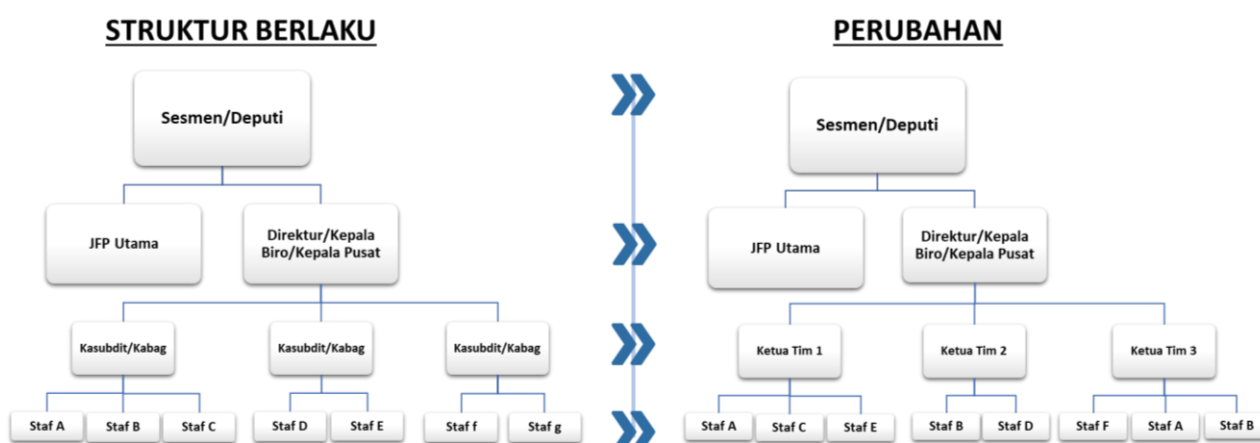 STRUKTUR BERLAKU
Sesmen/Deputi
JFP Utama
Direktur/Kepala
Biro/Kepala Pusat
Kasubdit/Kabag
Kasubdit/Kabag
Kasubdit/Kabag
Staf A
Staf B
Staf C
Staf D
Staf E
Staf f
Staf g
PERUBAHAN
Sesmen/Deputi
JFP Utama
Direktur/Kepala
Biro/Kepala Pusat
Ketua Tim 1
Ketua Tim 2
Ketua Tim 3
Staf A
Staf C
Staf E
Staf B
Staf D
Staf F
Staf A
Staf B